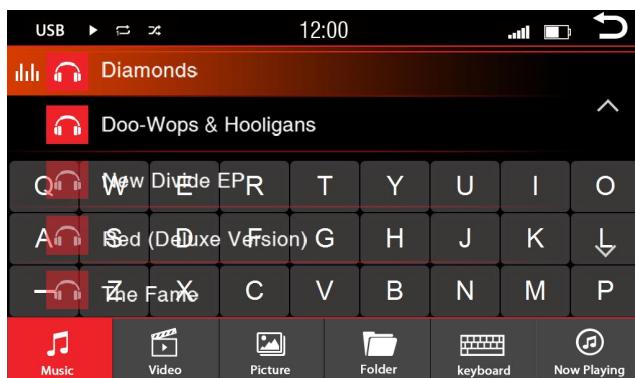 USB 12:00
Diamonds
Doo-Wops & Hooligans
New Divide EP
Q W E R T Y U I O
Red (Deluxe Version)
A S D F G H J K L
The Fame
— Z X C V B N M P
Music Video Picture Folder keyboard Now Playing